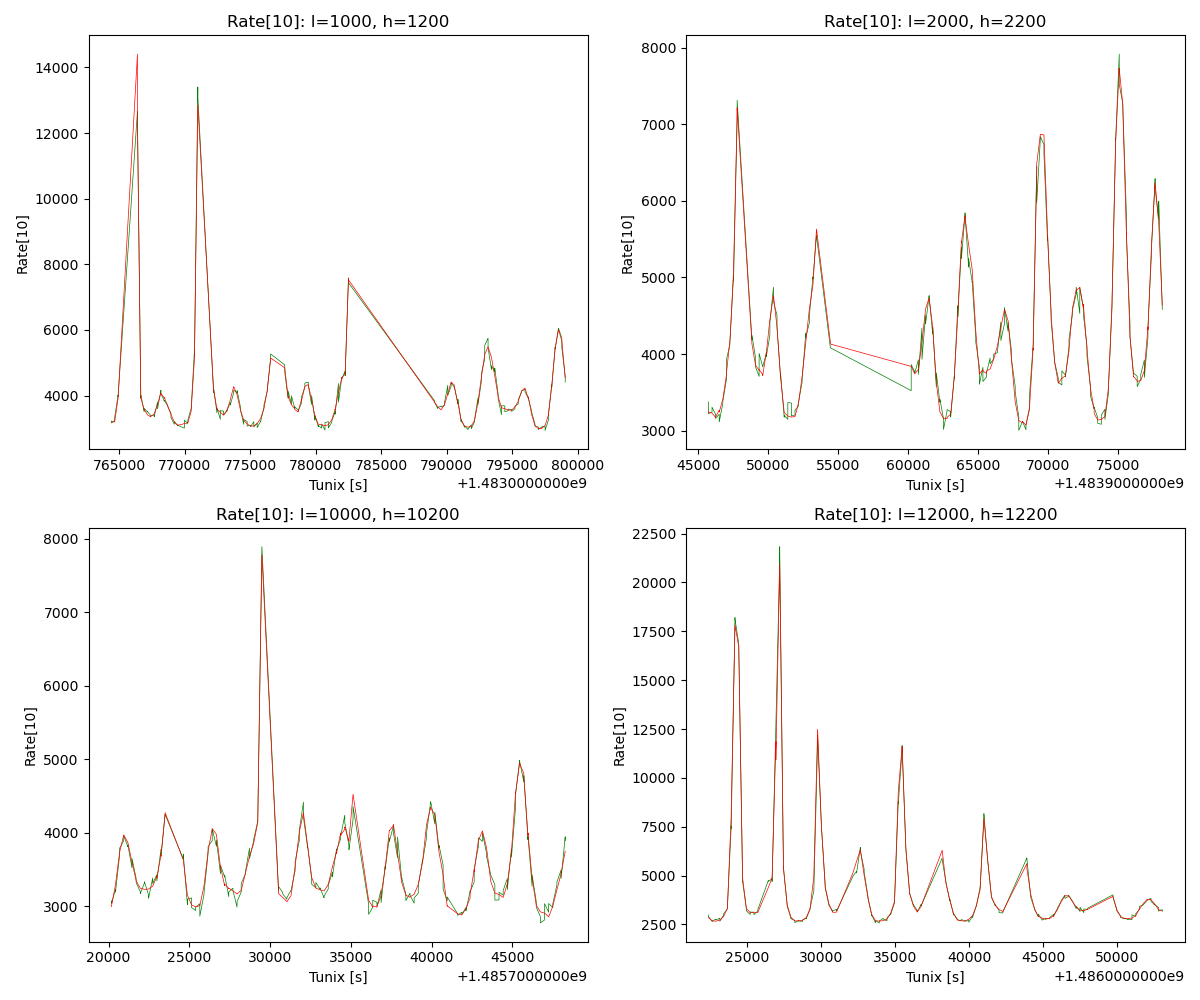 Rate[10]: l=1000, h=1200
14000
12000
10000
8000
6000
4000
Rate[10]
765000 770000 775000 780000 785000 790000 795000 800000
Tunix [s]
+1.4830000000e9
Rate[10]: l=2000, h=2200
8000
7000
6000
5000
4000
3000
Rate[10]
45000 50000 55000 60000 65000 70000 75000
Tunix [s]
+1.4839000000e9
Rate[10]: l=10000, h=10200
8000
7000
6000
5000
4000
3000
Rate[10]
20000 25000 30000 35000 40000 45000
Tunix [s]
+1.4857000000e9
Rate[10]: l=12000, h=12200
22500
20000
17500
15000
12500
10000
7500
5000
2500
Rate[10]
25000 30000 35000 40000 45000 50000
Tunix [s]
+1.4860000000e9